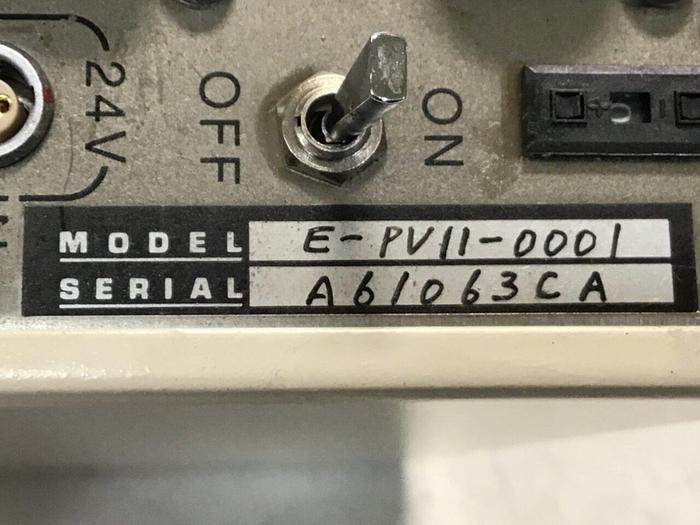 24V
OFF
ON
MODEL E-PV11-0001
SERIAL A61063CA